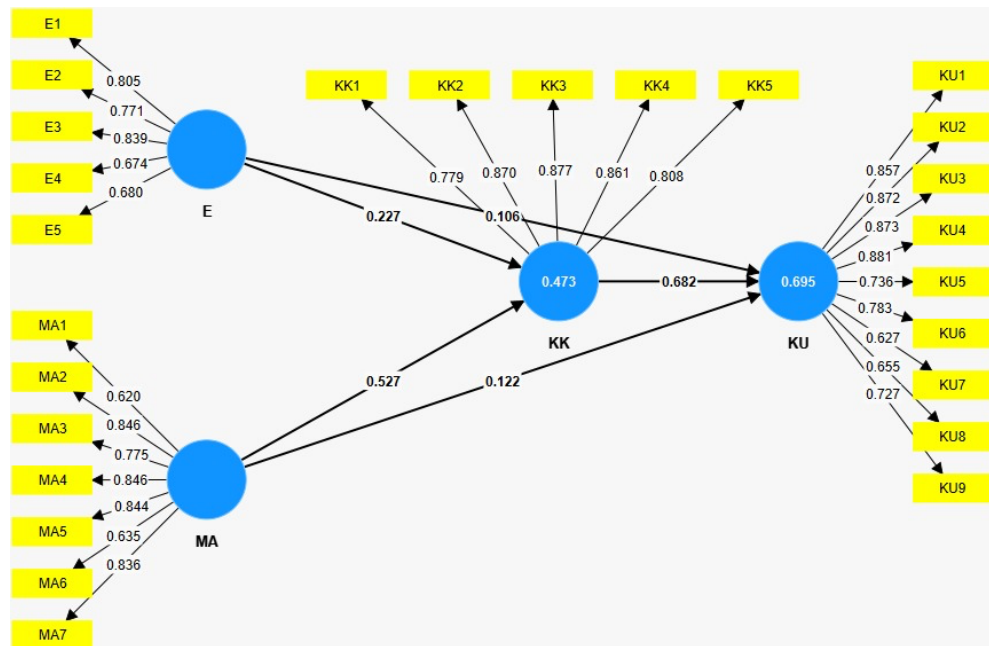 E1
E2
E3
E4
E5
0.805
0.771
0.839
0.674
0.680
E
KK1
KK2
KK3
KK4
KK5
0.779
0.870
0.877
0.861
0.808
0.227
0.106
0.473
KK
0.682
0.695
KU
KU1
KU2
KU3
KU4
KU5
KU6
KU7
KU8
KU9
0.857
0.872
0.873
0.881
0.736
0.783
0.627
0.655
0.727
MA1
MA2
MA3
MA4
MA5
MA6
MA7
0.620
0.846
0.775
0.846
0.844
0.635
0.836
MA
0.527
0.122